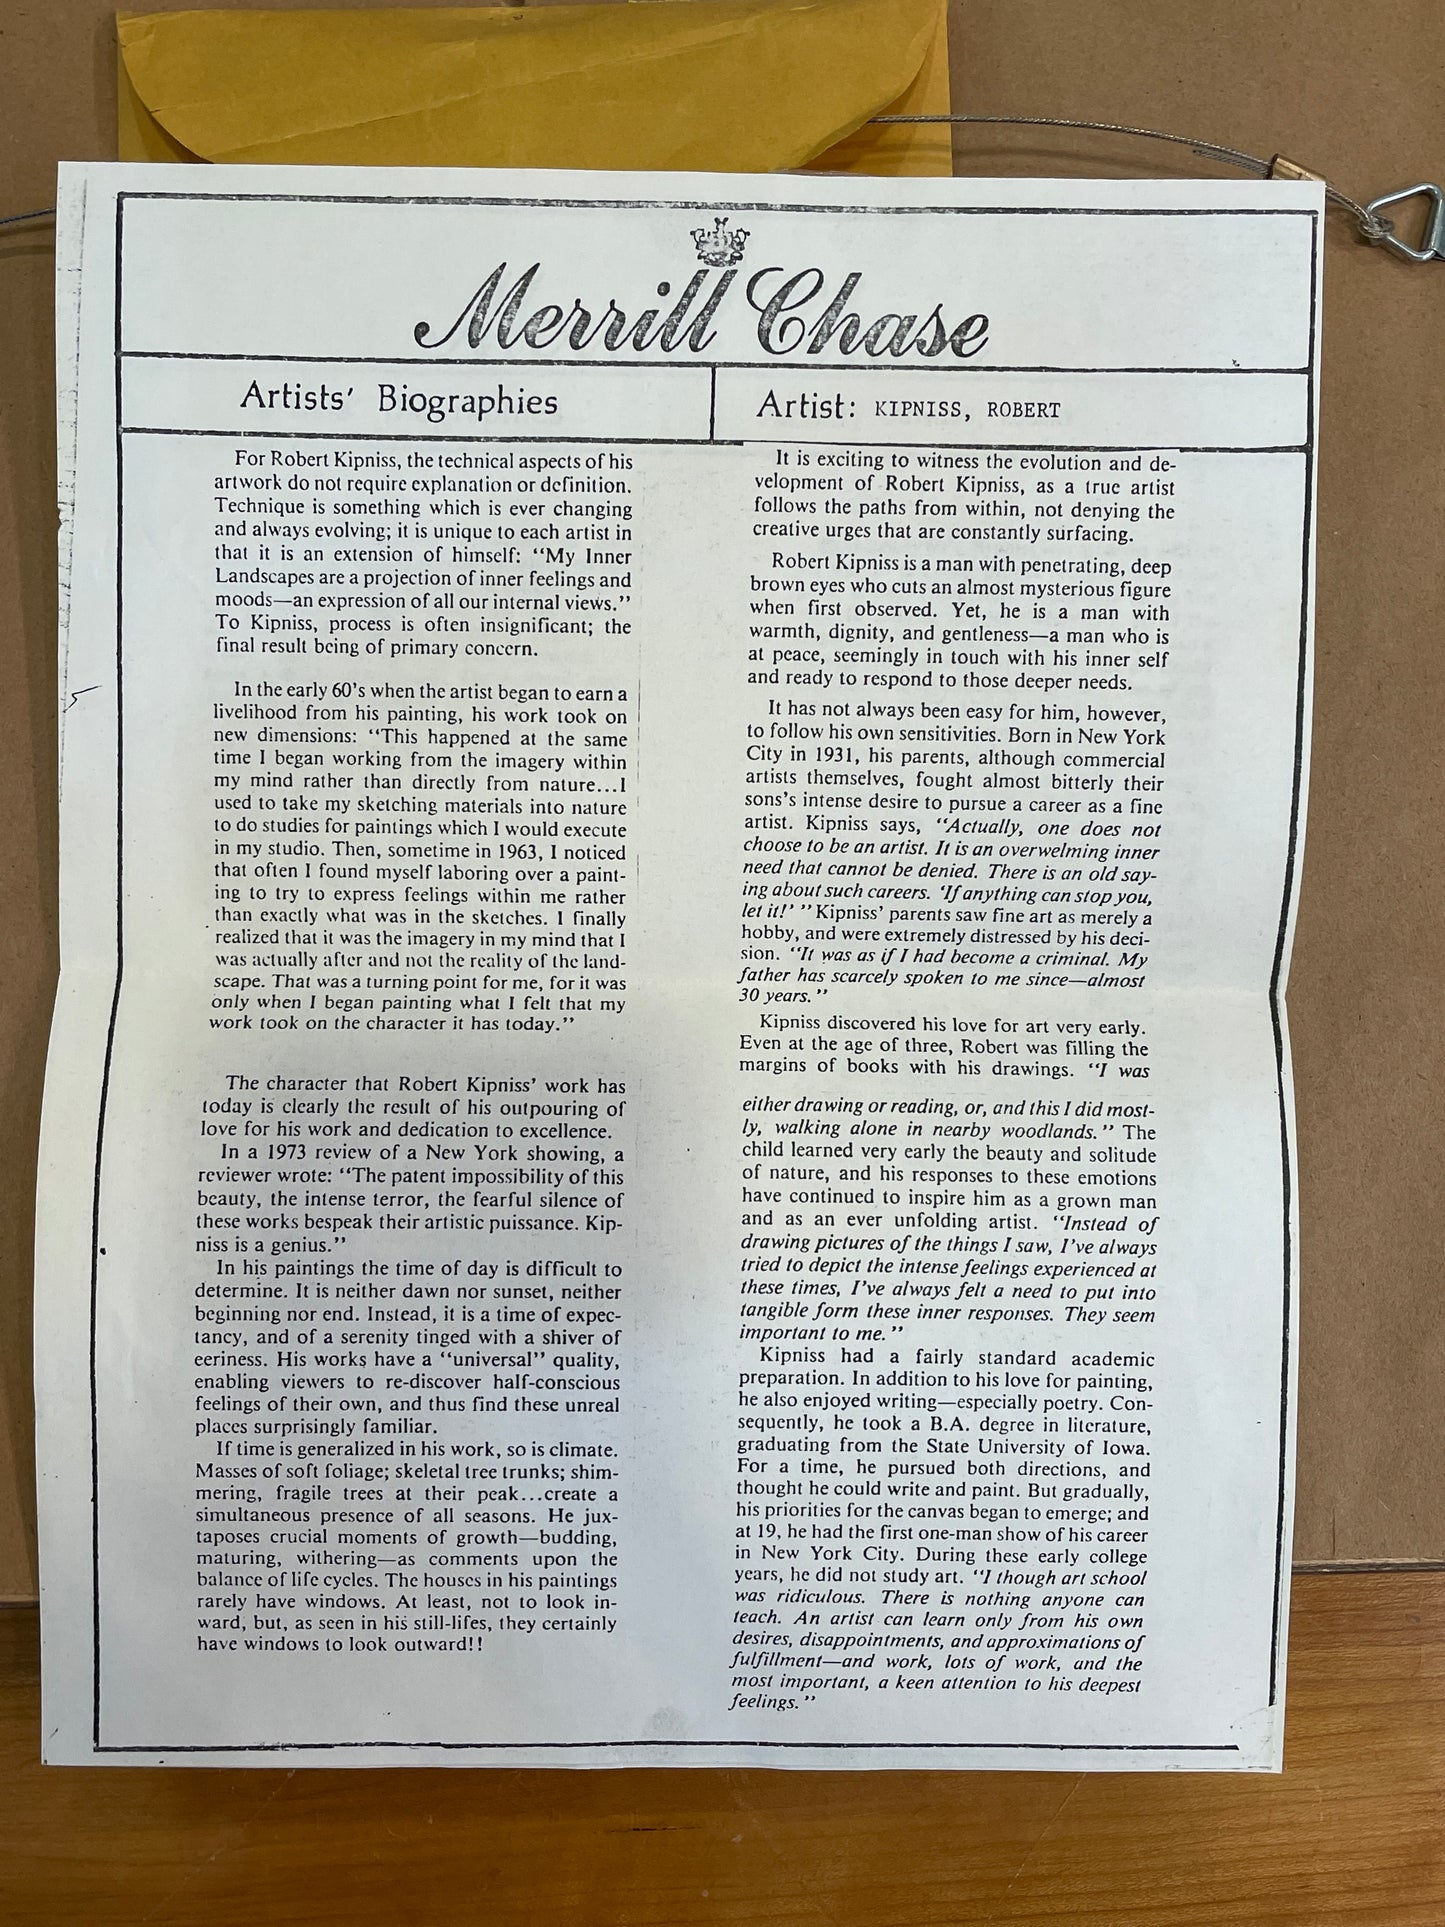 Merrill Chase
Artists' Biographies
Artist: KIPNISS, ROBERT
For Robert Kipniss, the technical aspects of his
artwork do not require explanation or definition.
Technique is something which is ever changing
and always evolving; it is unique to each artist in
that it is an extension of himself: "My Inner
Landscapes are a projection of inner feelings and
moods—an expression of all our internal views."
To Kipniss, process is often insignificant; the
final result being of primary concern.
In the early 60's when the artist began to earn a
livelihood from his painting, his work took on
new dimensions: "This happened at the same
time I began working from the imagery within
my mind rather than directly from nature...I
used to take my sketching materials into nature
to do studies for paintings which I would execute
in my studio. Then, sometime in 1963, I noticed
that often I found myself laboring over a paint-
ing to try to express feelings within me rather
than exactly what was in the sketches. I finally
realized that it was the imagery in my mind that I
was actually after and not the reality of the land-
scape. That was a turning point for me, for it was
only when I began painting what I felt that my
work took on the character it has today."
The character that Robert Kipniss' work has
today is clearly the result of his outpouring of
love for his work and dedication to excellence.
In a 1973 review of a New York showing, a
reviewer wrote: "The patent impossibility of this
beauty, the intense terror, the fearful silence of
these works bespeak their artistic puissance. Kip-
niss is a genius."
In his paintings the time of day is difficult to
determine. It is neither dawn nor sunset, neither
beginning nor end. Instead, it is a time of expec-
tancy, and of a serenity tinged with a shiver of
eeriness. His works have a "universal" quality,
enabling viewers to re-discover half-conscious
feelings of their own, and thus find these unreal
places surprisingly familiar.
If time is generalized in his work, so is climate.
Masses of soft foliage; skeletal tree trunks; shim-
mering, fragile trees at their peak...create a
simultaneous presence of all seasons. He jux-
taposes crucial moments of growth—budding,
maturing, withering—as comments upon the
balance of life cycles. The houses in his paintings
rarely have windows. At least, not to look in-
ward, but, as seen in his still-lifes, they certainly
have windows to look outward!!
It is exciting to witness the evolution and de-
velopment of Robert Kipniss, as a true artist
follows the paths from within, not denying the
creative urges that are constantly surfacing.
Robert Kipniss is a man with penetrating, deep
brown eyes who cuts an almost mysterious figure
when first observed. Yet, he is a man with
warmth, dignity, and gentleness—a man who is
at peace, seemingly in touch with his inner self
and ready to respond to those deeper needs.
It has not always been easy for him, however,
to follow his own sensitivities. Born in New York
City in 1931, his parents, although commercial
artists themselves, fought almost bitterly their
sons's intense desire to pursue a career as a fine
artist. Kipniss says, "Actually, one does not
choose to be an artist. It is an overwelming inner
need that cannot be denied. There is an old say-
ing about such careers. 'If anything can stop you,
let it!' " Kipniss' parents saw fine art as merely a
hobby, and were extremely distressed by his deci-
sion. "It was as if I had become a criminal. My
father has scarcely spoken to me since—almost
30 years."
Kipniss discovered his love for art very early.
Even at the age of three, Robert was filling the
margins of books with his drawings. "I was
either drawing or reading, or, and this I did most-
ly, walking alone in nearby woodlands." The
child learned very early the beauty and solitude
of nature, and his responses to these emotions
have continued to inspire him as a grown man
and as an ever unfolding artist. "Instead of
drawing pictures of the things I saw, I've always
tried to depict the intense feelings experienced at
these times, I've always felt a need to put into
tangible form these inner responses. They seem
important to me."
Kipniss had a fairly standard academic
preparation. In addition to his love for painting,
he also enjoyed writing—especially poetry. Con-
sequently, he took a B.A. degree in literature,
graduating from the State University of Iowa.
For a time, he pursued both directions, and
thought he could write and paint. But gradually,
his priorities for the canvas began to emerge; and
at 19, he had the first one-man show of his career
in New York City. During these early college
years, he did not study art. "I though art school
was ridiculous. There is nothing anyone can
teach. An artist can learn only from his own
desires, disappointments, and approximations of
fulfillment—and work, lots of work, and the
most important, a keen attention to his deepest
feelings."